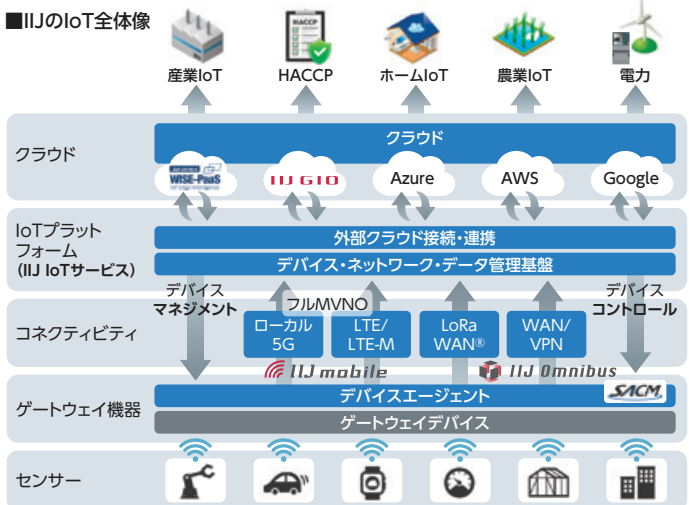 ■IIJのIoT全体像
HACCP
産業IoT
HACCP
ホームIoT
農業IoT
電力
クラウド
クラウド
WISE-PaaS
IIJ GIO
Azure
AWS
Google
IoTプラット
フォーム
(IIJ IoTサービス)
外部クラウド接続・連携
デバイス・ネットワーク・データ管理基盤
デバイス
マネジメント
フルMVNO
デバイス
コントロール
コネクティビティ
ローカル
5G
LTE/
LTE-M
LoRa
WAN®
WAN/
VPN
IIJ mobile
IIJ Omnibus
ゲートウェイ機器
デバイスエージェント
SACM
ゲートウェイデバイス
センサー